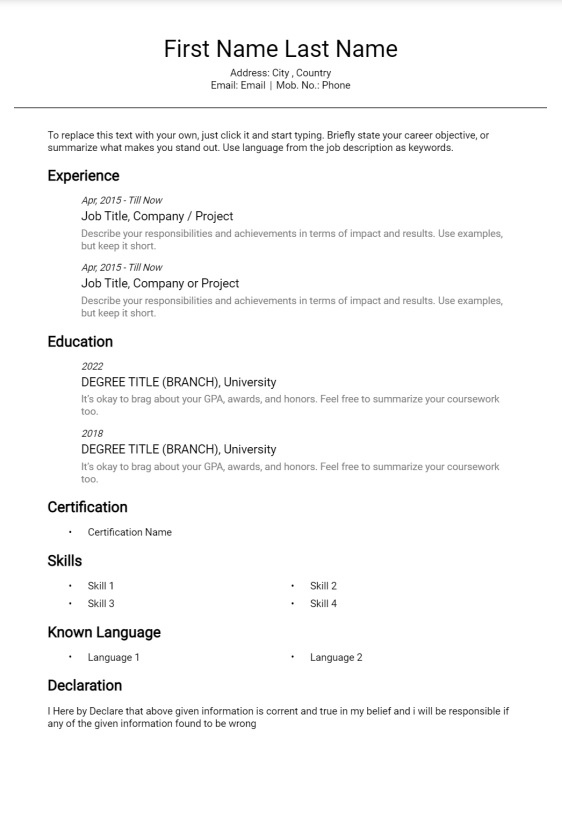 First Name Last Name
Address: City , Country
Email: Email | Mob. No.: Phone
To replace this text with your own, just click it and start typing. Briefly state your career objective, or
summarize what makes you stand out. Use language from the job description as keywords.
Experience
Apr, 2015 - Till Now
Job Title, Company / Project
Describe your responsibilities and achievements in terms of impact and results. Use examples,
but keep it short.
Apr, 2015 - Till Now
Job Title, Company or Project
Describe your responsibilities and achievements in terms of impact and results. Use examples,
but keep it short.
Education
2022
DEGREE TITLE (BRANCH), University
It's okay to brag about your GPA, awards, and honors. Feel free to summarize your coursework
too.
2018
DEGREE TITLE (BRANCH), University
It's okay to brag about your GPA, awards, and honors. Feel free to summarize your coursework
too.
Certification
• Certification Name
Skills
• Skill 1 • Skill 2
• Skill 3 • Skill 4
Known Language
• Language 1 • Language 2
Declaration
I Here by Declare that above given information is corrent and true in my belief and i will be responsible if
any of the given information found to be wrong